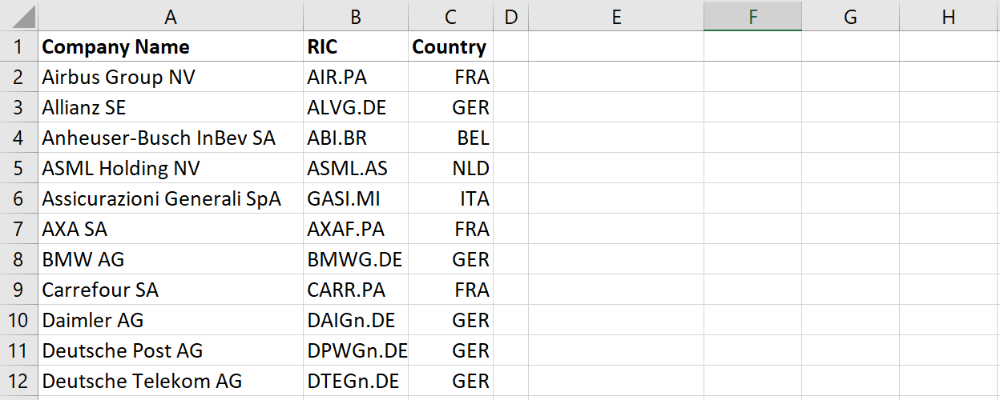 A B C D E F G H
1 Company Name RIC Country
2 Airbus Group NV AIR.PA FRA
3 Allianz SE ALVG.DE GER
4 Anheuser-Busch InBev SA ABI.BR BEL
5 ASML Holding NV ASML.AS NLD
6 Assicurazioni Generali SpA GASI.MI ITA
7 AXA SA AXAF.PA FRA
8 BMW AG BMWG.DE GER
9 Carrefour SA CARR.PA FRA
10 Daimler AG DAIGn.DE GER
11 Deutsche Post AG DPWGn.DE GER
12 Deutsche Telekom AG DTEGn.DE GER